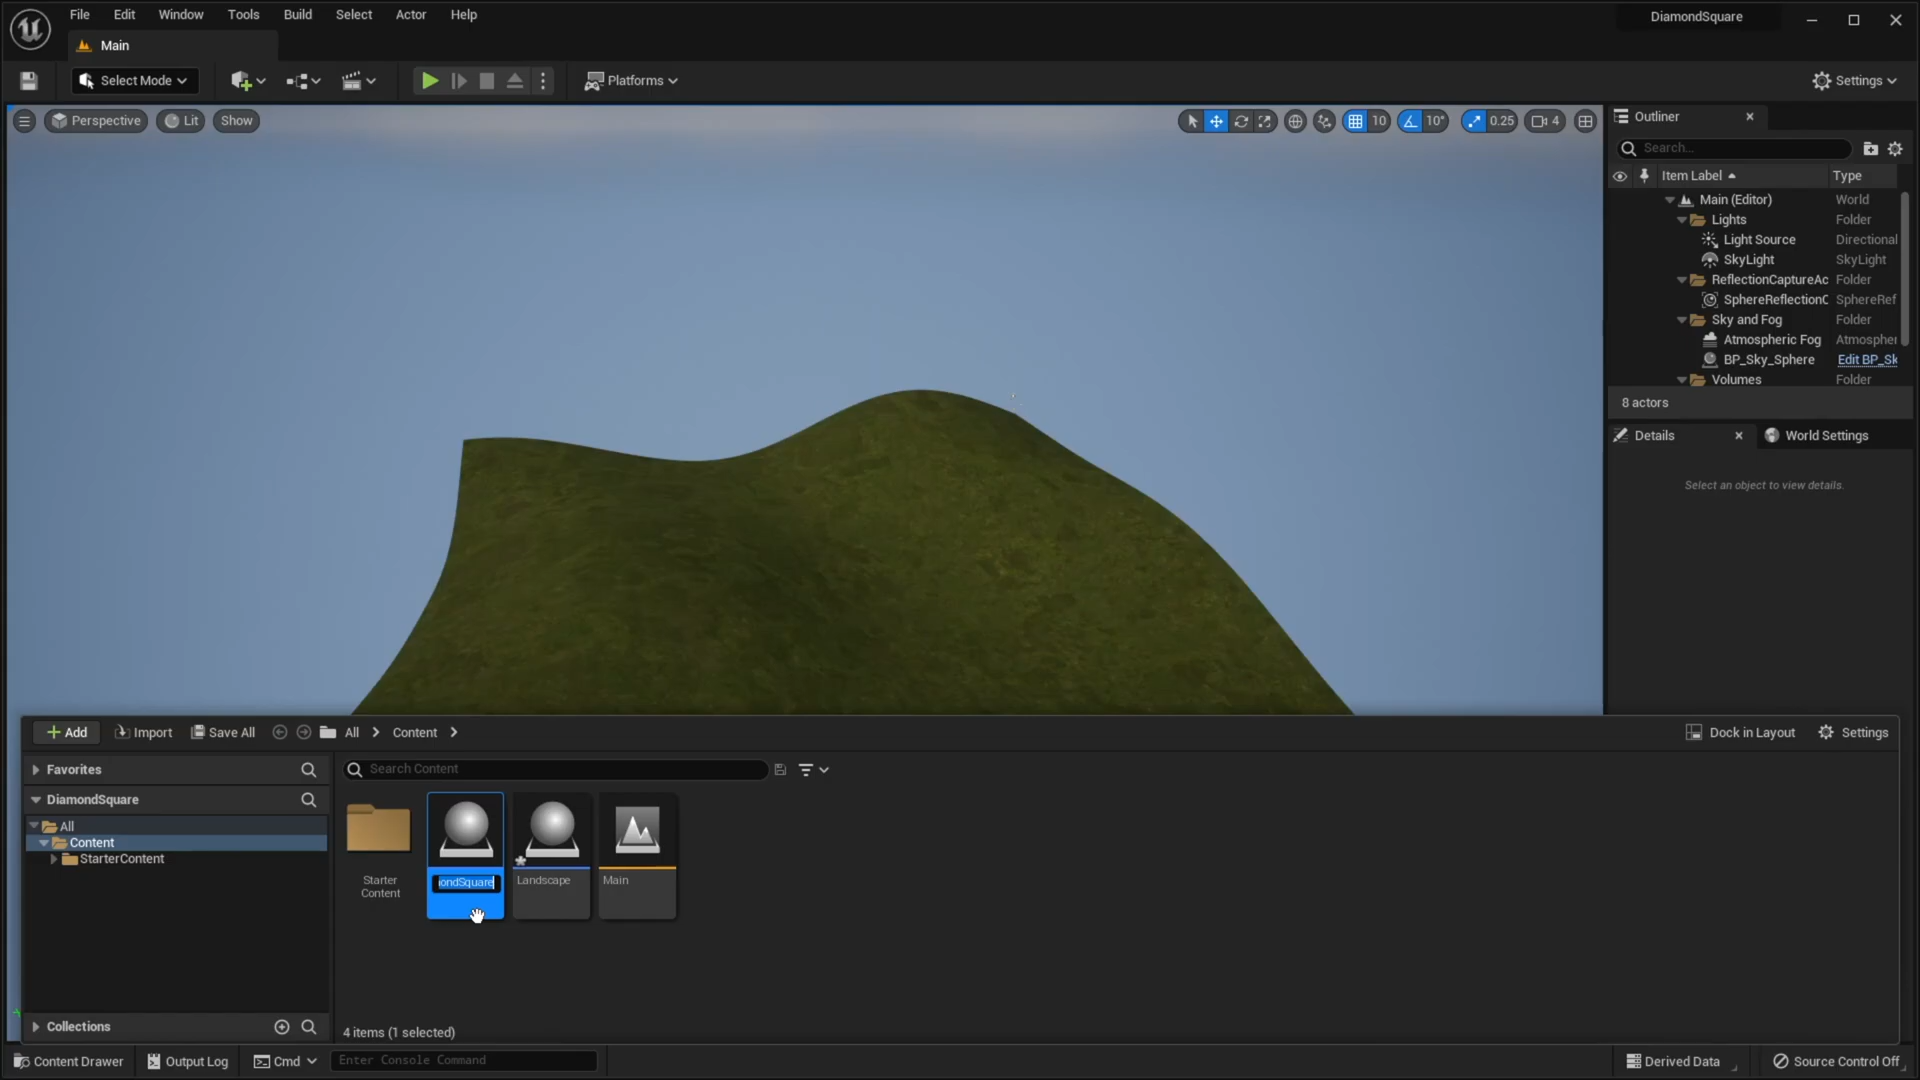 File Edit Window Tools Build Select Actor Help
DiamondSquare
Main
Select Mode
Platforms
Settings
Perspective
Lit
Show
10
10°
0.25
4
Outliner
Search...
Item Label
Type
Main (Editor)
World
Lights
Folder
Light Source
Directional
SkyLight
SkyLight
ReflectionCaptureAc
Folder
SphereReflectionC
SphereRef
Sky and Fog
Folder
Atmospheric Fog
Atmospher
BP_Sky_Sphere
Edit BP_Sk
Volumes
Folder
8 actors
Details
World Settings
Select an object to view details.
Add
Import
Save All
All
Content
Dock in Layout
Settings
Favorites
Search Content
DiamondSquare
All
Content
StarterContent
Starter
Content
ondSquare
Landscape
Main
Collections
4 items (1 selected)
Content Drawer
Output Log
Cmd
Enter Console Command
Derived Data
Source Control Off